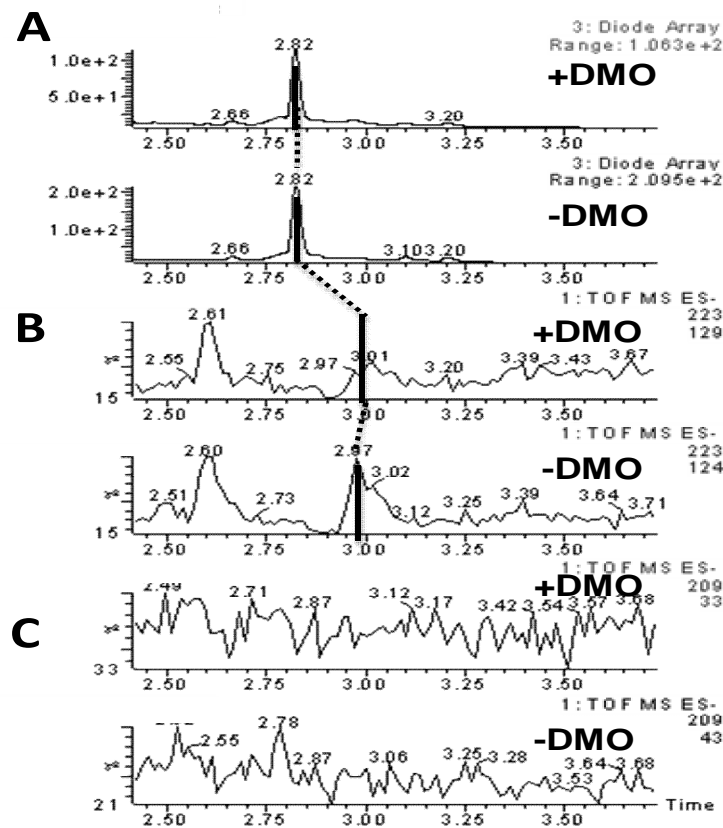 A
3: Diode Array
Range: 1.063e+2
+DMO
2.82
1.0e+2
5.0e+1
2.66
3.20
2.50 2.75 3.00 3.25 3.50
3: Diode Array
Range: 2.095e+2
-DMO
2.82
2.0e+2
1.0e+2
2.66
3.10 3.20
2.50 2.75 3.00 3.25 3.50
B
1: TOF MS ES-
223
129
+DMO
2.61
2.55
2.75
2.97
3.01
3.20
3.39
3.43
3.67
15
2.50 2.75 3.00 3.25 3.50
1: TOF MS ES-
223
124
-DMO
2.60
2.97
2.51
2.73
3.02
3.12
3.25
3.39
3.64
3.71
15
2.50 2.75 3.00 3.25 3.50
C
1: TOF MS ES-
209
33
+DMO
2.49
2.71
2.87
3.12
3.17
3.42
3.54
3.57
3.68
33
2.50 2.75 3.00 3.25 3.50
1: TOF MS ES-
209
43
-DMO
2.55
2.78
2.87
3.06
3.25
3.28
3.53
3.64
3.68
21
Time
2.50 2.75 3.00 3.25 3.50